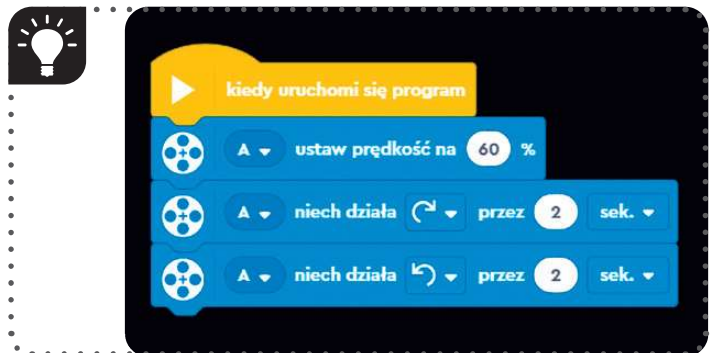 kiedy uruchomi się program
A ustaw prędkość na 60 %
A niech działa przez 2 sek.
A niech działa przez 2 sek.